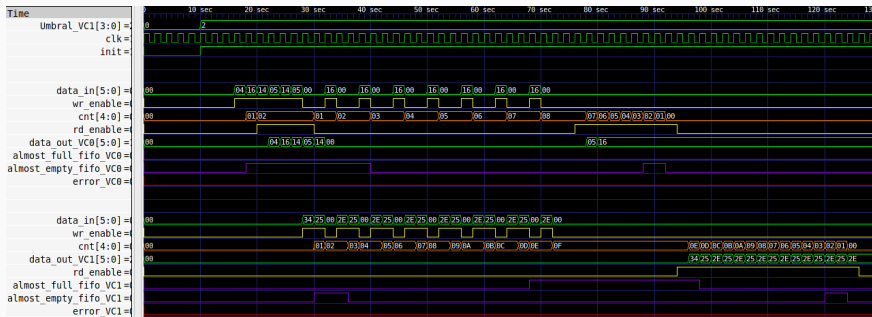 Time
0 10 sec 20 sec 30 sec 40 sec 50 sec 60 sec 70 sec 80 sec 90 sec 100 sec 110 sec 120 sec
Umbral_VC1[3:0] = 0 2
clk =
init =
data_in[5:0] = 00 04 16 14 05 14 05 00 16 00 16 00 16 00 16 00 16 00 16 00 16 00
wr_enable =
cnt[4:0] = 00 01 02 01 02 03 04 05 06 07 08 07 06 05 04 03 02 01 00
rd_enable =
data_out_VC0[5:0] = 00 04 16 14 05 14 00 05 16
almost_full_fifo_VC0 =
almost_empty_fifo_VC0 =
error_VC0 =
data_in[5:0] = 00 34 25 00 2E 25 00 2E 25 00 2E 25 00 2E 25 00 2E 25 00 2E 25 00 2E 00
wr_enable =
cnt[4:0] = 00 01 02 03 04 05 06 07 08 09 0A 0B 0C 0D 0E 0F 0E 0D 0C 0B 0A 09 08 07 06 05 04 03 02 01 00
rd_enable =
data_out_VC1[5:0] = 00 34 25 2E 25 2E 25 2E 25 2E 25 2E 25 2E 25 2E
almost_full_fifo_VC1 =
almost_empty_fifo_VC1 =
error_VC1 =